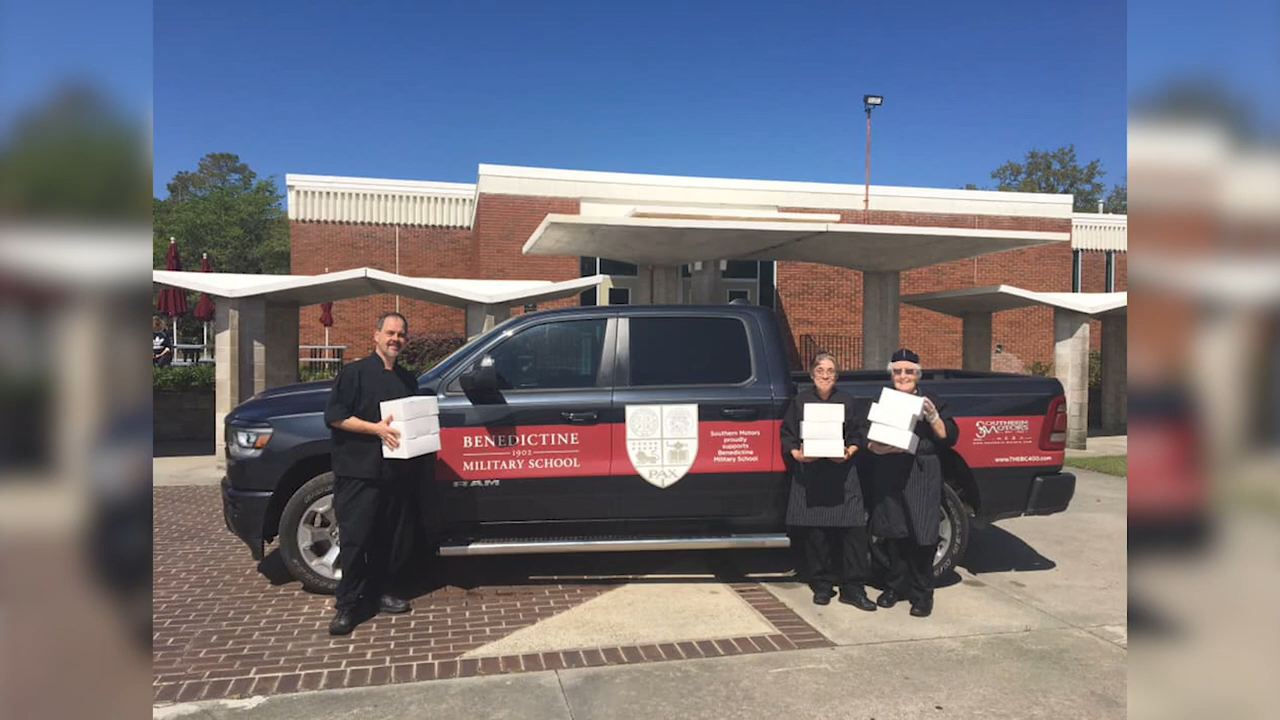 BENEDICTINE
1902
MILITARY SCHOOL
RAM
PAX
Southern Motors
proudly
supports
Benedictine
Military School
SOUTHERN
MOTORS
www.THEBC400.com